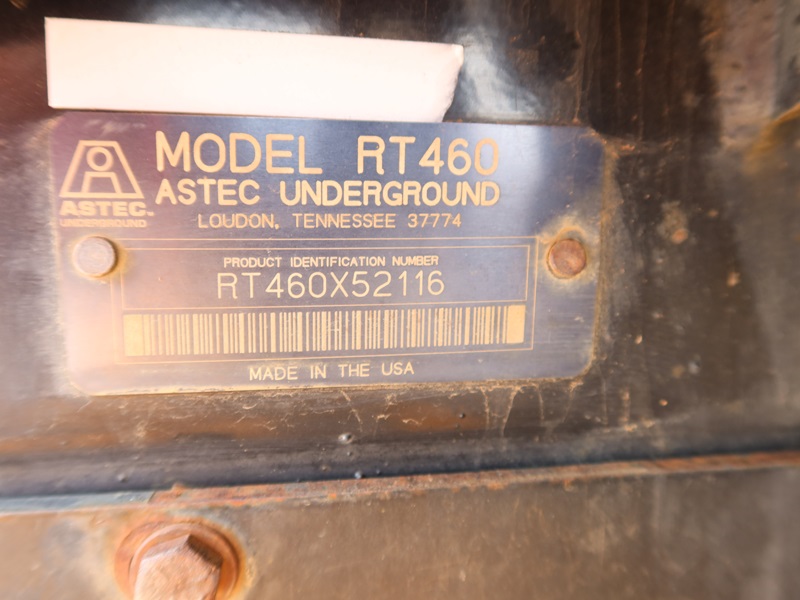 MODEL RT460
ASTEC UNDERGROUND
LOUDON, TENNESSEE 37774
ASTEC.
UNDERGROUND
PRODUCT IDENTIFICATION NUMBER
RT460X52116
MADE IN THE USA